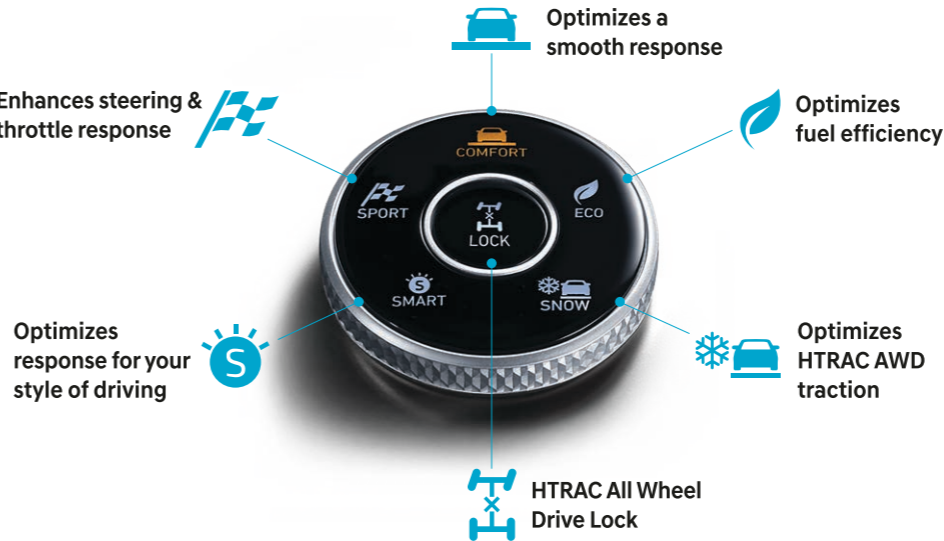 Optimizes a
smooth response
Enhances steering &
throttle response
Optimizes
fuel efficiency
COMFORT
SPORT
ECO
LOCK
SMART
SNOW
Optimizes
response for your
style of driving
S
S
Optimizes
HTRAC AWD
traction
HTRAC All Wheel
Drive Lock